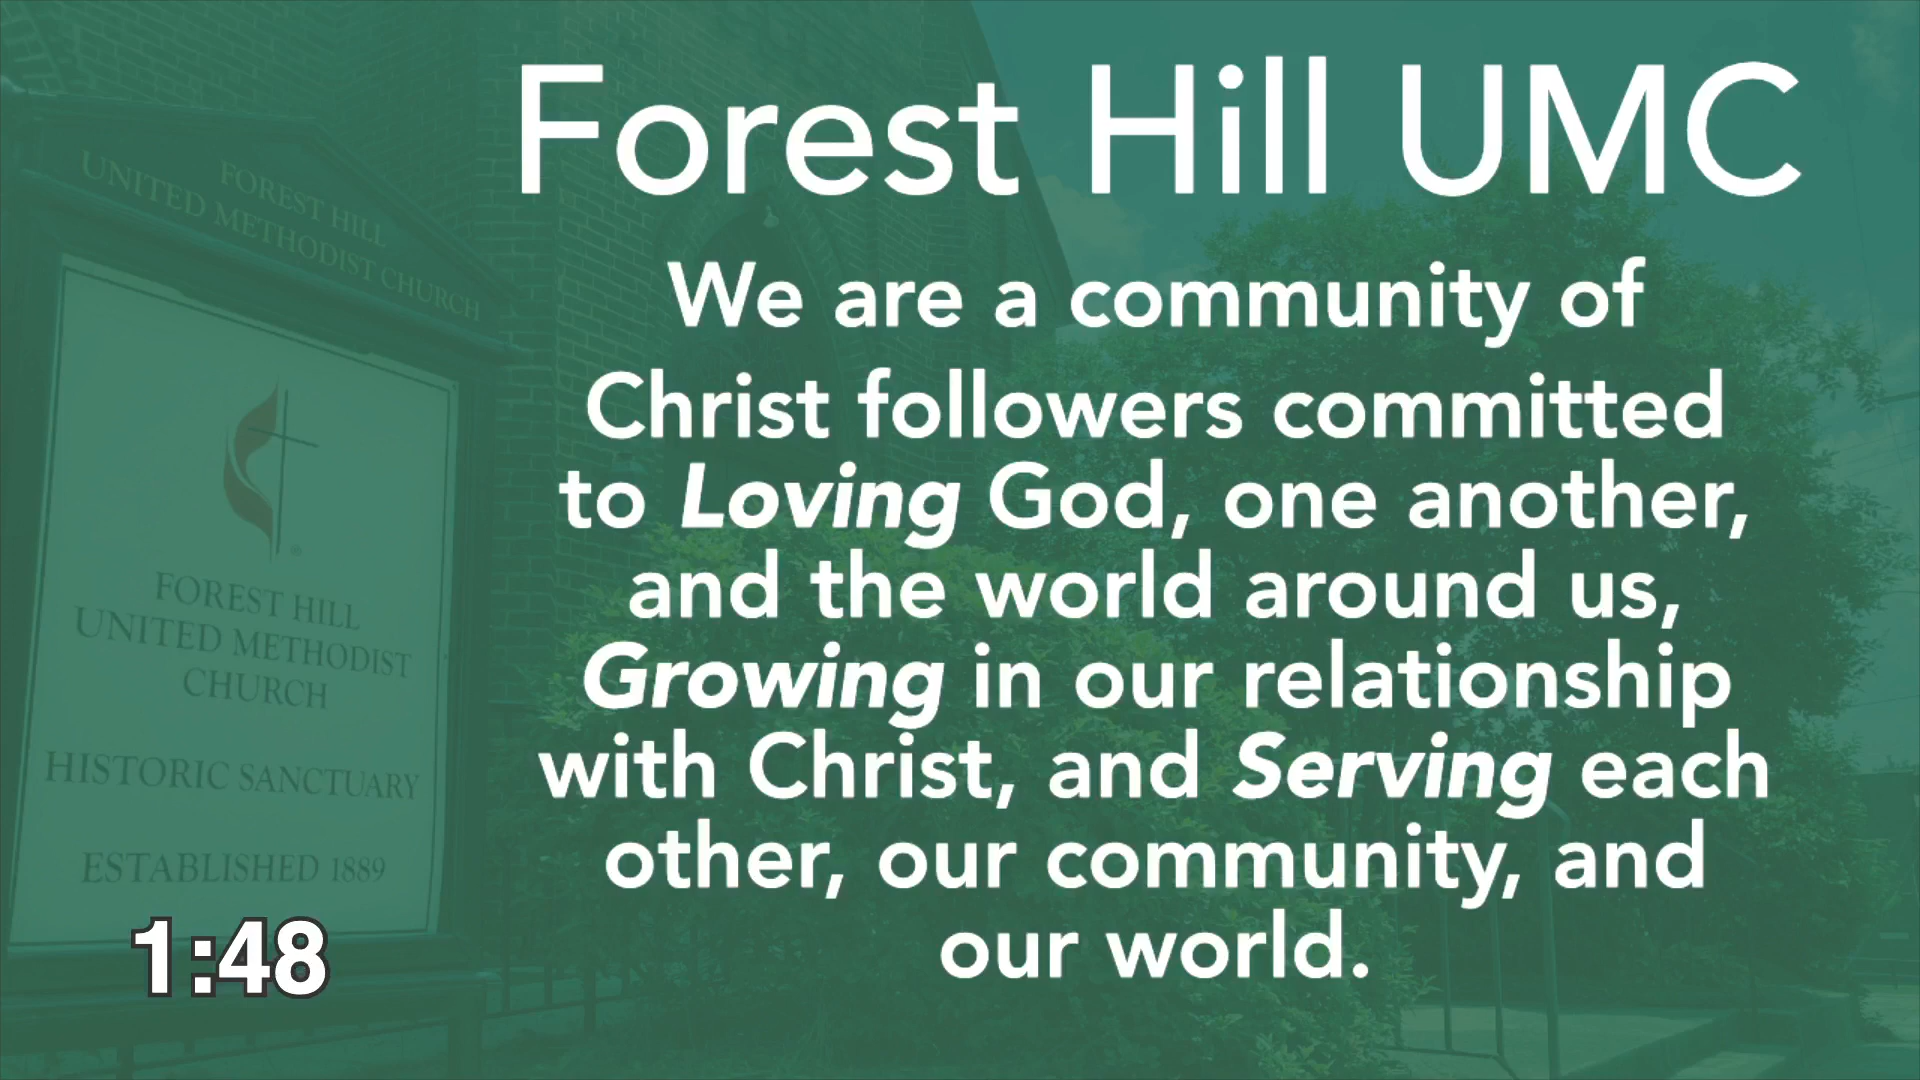 Forest Hill UMC
We are a community of
Christ followers committed
to Loving God, one another,
and the world around us,
Growing in our relationship
with Christ, and Serving each
other, our community, and
our world.
FOREST HILL
UNITED METHODIST CHURCH
FOREST HILL
UNITED METHODIST
CHURCH
HISTORIC SANCTUARY
ESTABLISHED 1889
1:48